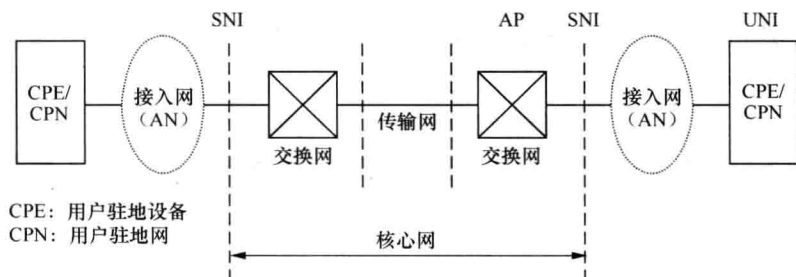 SNI AP SNI UNI
CPE/
CPN
接入网
（AN）
交换网
传输网
交换网
接入网
（AN）
CPE/
CPN
CPE：用户驻地设备
CPN：用户驻地网
核心网